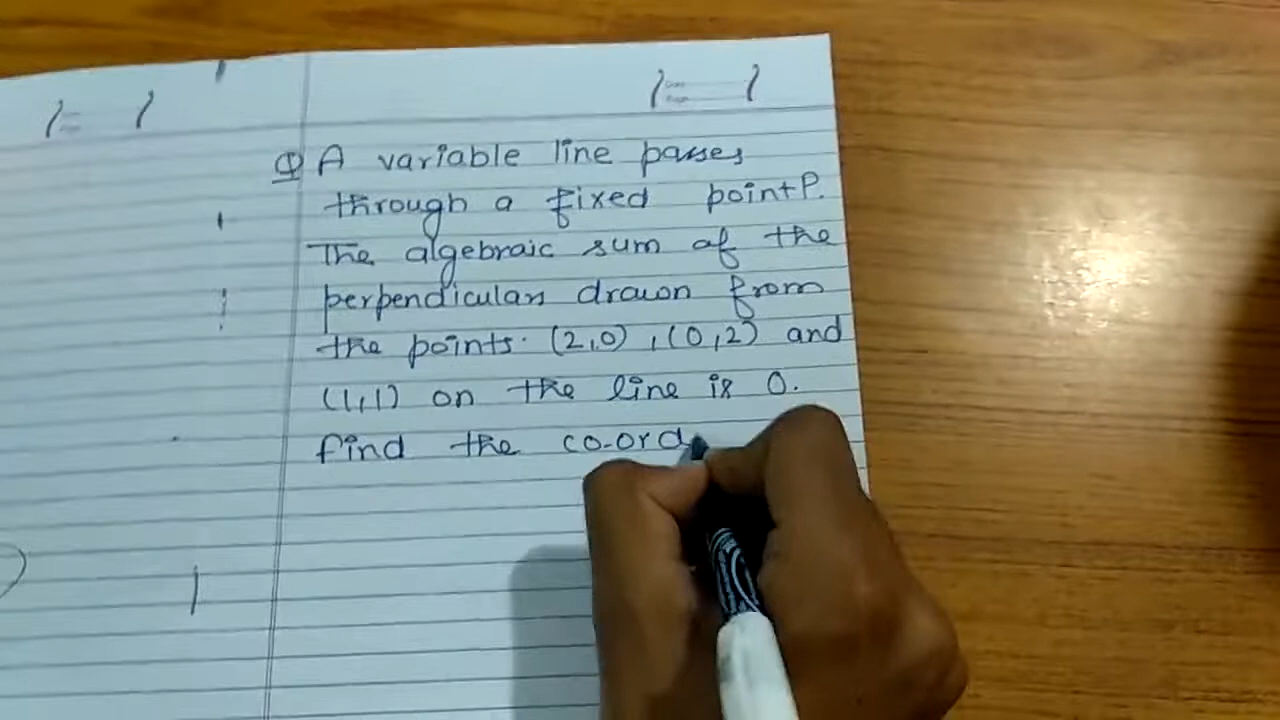 Q A variable line passes
through a fixed point P.
The algebraic sum of the
perpendiculars drawn from
the points (2,0), (0,2) and
(1,1) on the line is 0.
find the co-ord